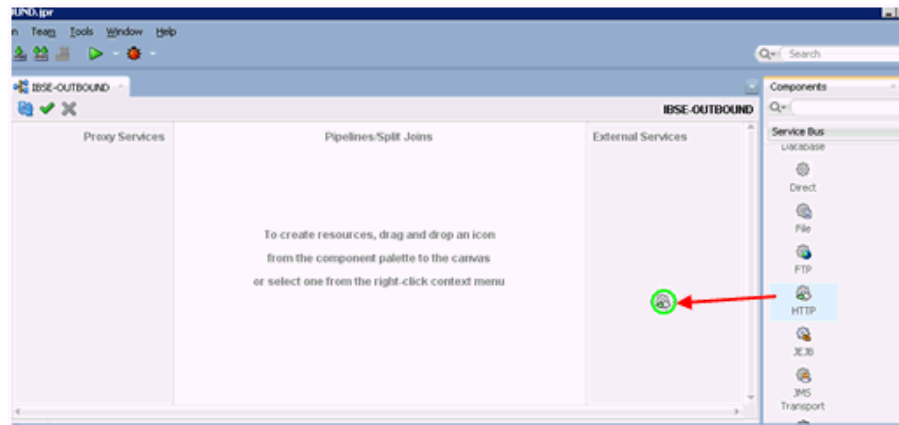 UND.jpr
n Team Tools Window Help
Search
IBSE-OUTBOUND
Components
IBSE-OUTBOUND
Proxy Services
Pipelines/Split Joins
External Services
Service Bus
Database
Direct
File
FTP
HTTP
JEJB
JMS
Transport
To create resources, drag and drop an icon
from the component palette to the canvas
or select one from the right-click context menu